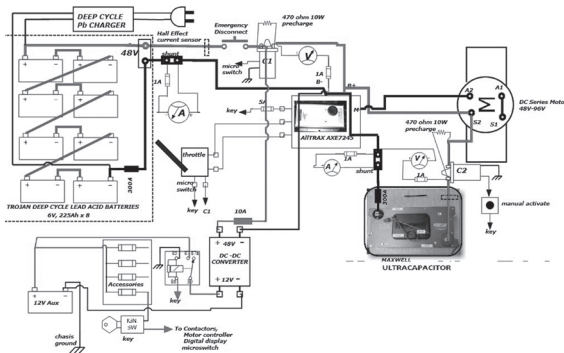 DEEP CYCLE
Pb CHARGER
Hall Effect
current sensor
Emergency
Disconnect
470 ohm 10W
precharge
48V
shunt
1A
A
micro
switch
C1
V
1A
B-
B+
key
M-
AllTRAX AXE7245
A2
A1
S2
S1
M
DC Series Moto
48V-96V
470 ohm 10W
precharge
throttle
micro
switch
key
C1
300A
A
1A
shunt
V
1A
C2
manual activate
key
300A
TROJAN DEEP CYCLE LEAD ACID BATTERIES
6V, 225Ah x 8
10A
MAXWELL
ULTRACAPACITOR
+ 48V -
DC -DC
CONVERTER
+ 12V -
Accessories
key
12V Aux
chasis
ground
key
To Contactors,
Motor controller
Digital display
microswitch